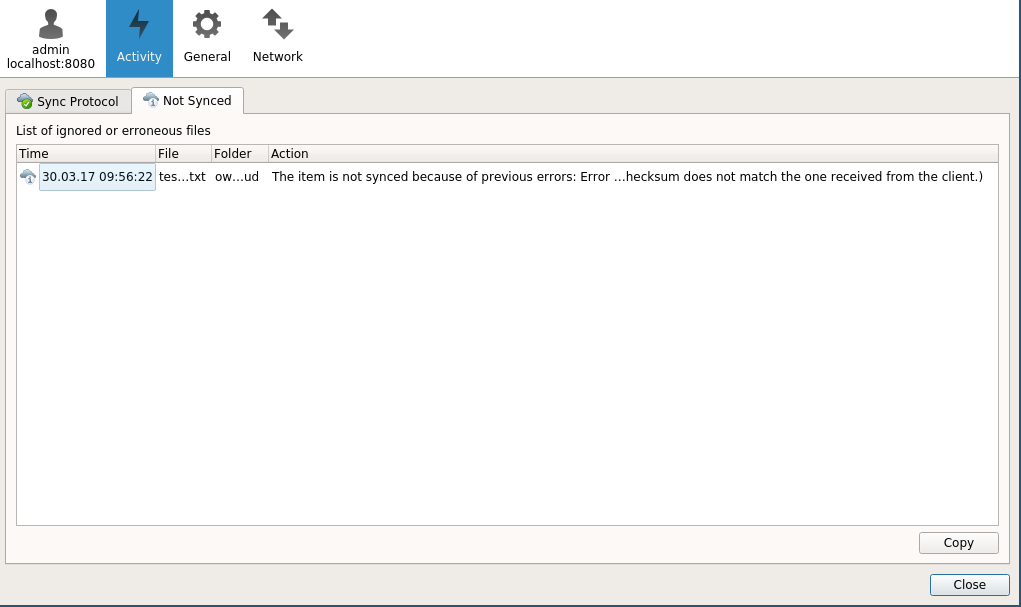 admin
localhost:8080
Activity
General
Network
Sync Protocol
Not Synced
List of ignored or erroneous files
Time File Folder Action
30.03.17 09:56:22 tes...txt ow...ud The item is not synced because of previous errors: Error ...hecksum does not match the one received from the client.)
Copy
Close